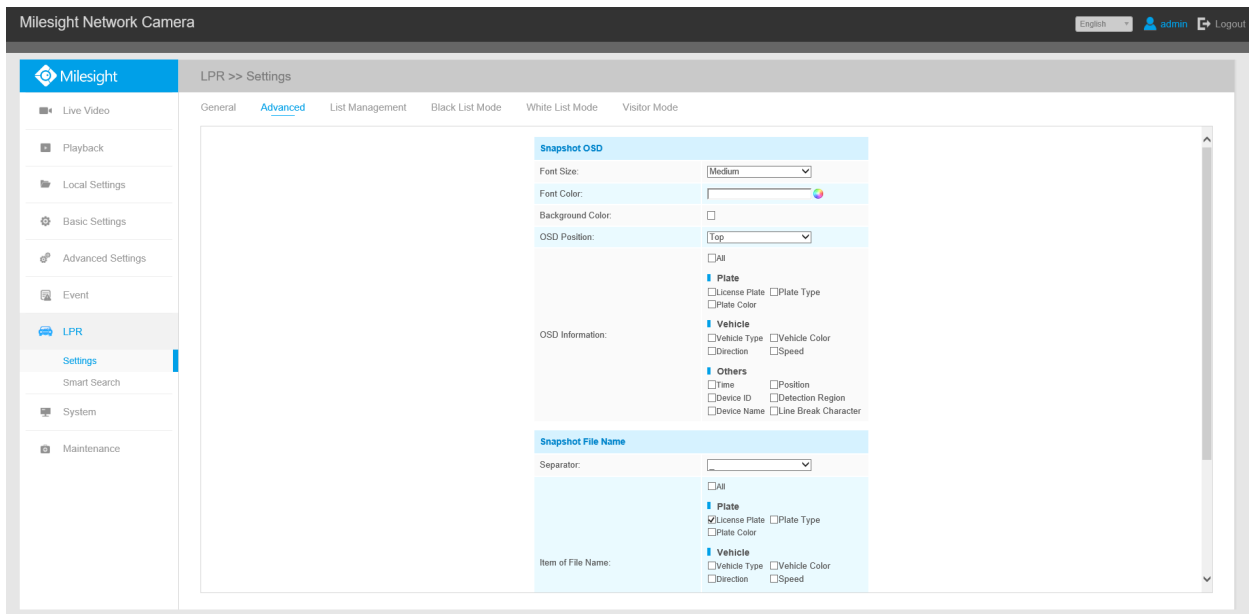 Milesight Network Camera
English admin Logout
Milesight
LPR >> Settings
Live Video
Playback
Local Settings
Basic Settings
Advanced Settings
Event
LPR
Settings
Smart Search
System
Maintenance
General Advanced List Management Black List Mode White List Mode Visitor Mode
Snapshot OSD
Font Size: Medium
Font Color:
Background Color:
OSD Position: Top
OSD Information:
All
Plate
License Plate Plate Type
Plate Color
Vehicle
Vehicle Type Vehicle Color
Direction Speed
Others
Time Position
Device ID Detection Region
Device Name Line Break Character
Snapshot File Name
Separator: _
Item of File Name:
All
Plate
License Plate Plate Type
Plate Color
Vehicle
Vehicle Type Vehicle Color
Direction Speed